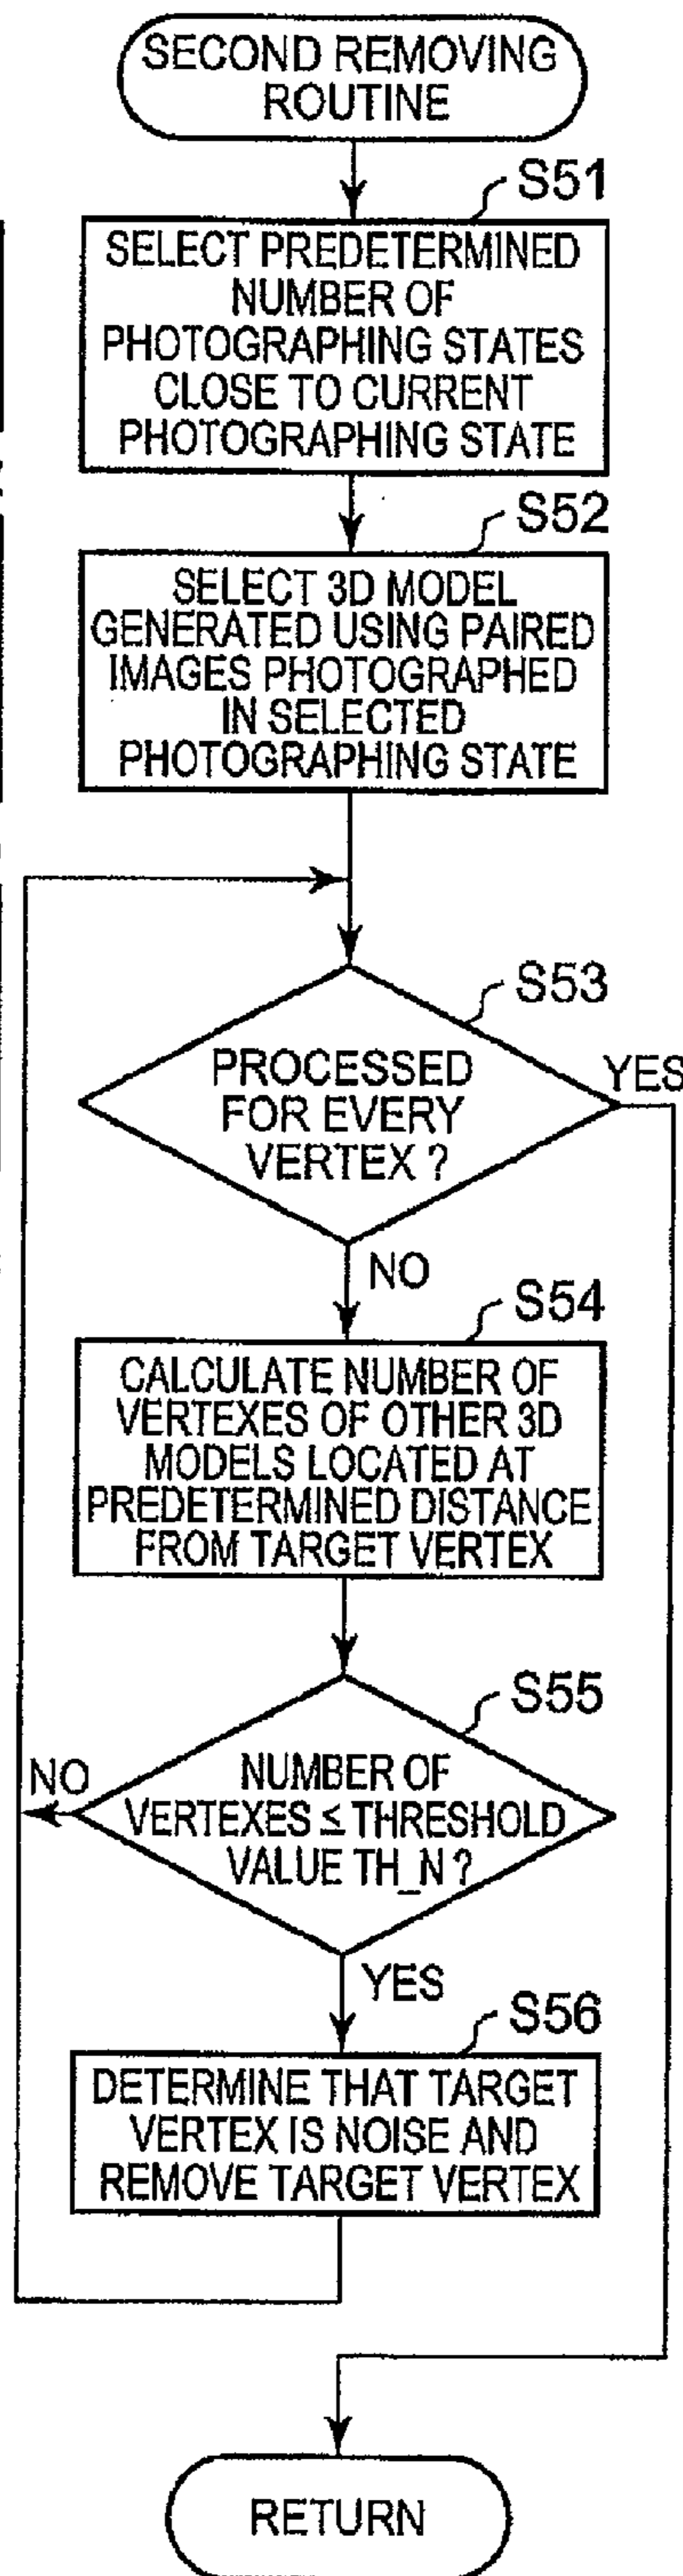 SECOND REMOVING
ROUTINE
S51
SELECT PREDETERMINED
NUMBER OF
PHOTOGRAPHING STATES
CLOSE TO CURRENT
PHOTOGRAPHING STATE
S52
SELECT 3D MODEL
GENERATED USING PAIRED
IMAGES PHOTOGRAPHED
IN SELECTED
PHOTOGRAPHING STATE
S53
PROCESSED
FOR EVERY
VERTEX ?
YES
NO
S54
CALCULATE NUMBER OF
VERTEXES OF OTHER 3D
MODELS LOCATED AT
PREDETERMINED DISTANCE
FROM TARGET VERTEX
S55
NUMBER OF
VERTEXES ≤ THRESHOLD
VALUE TH_N ?
NO
YES
S56
DETERMINE THAT TARGET
VERTEX IS NOISE AND
REMOVE TARGET VERTEX
RETURN